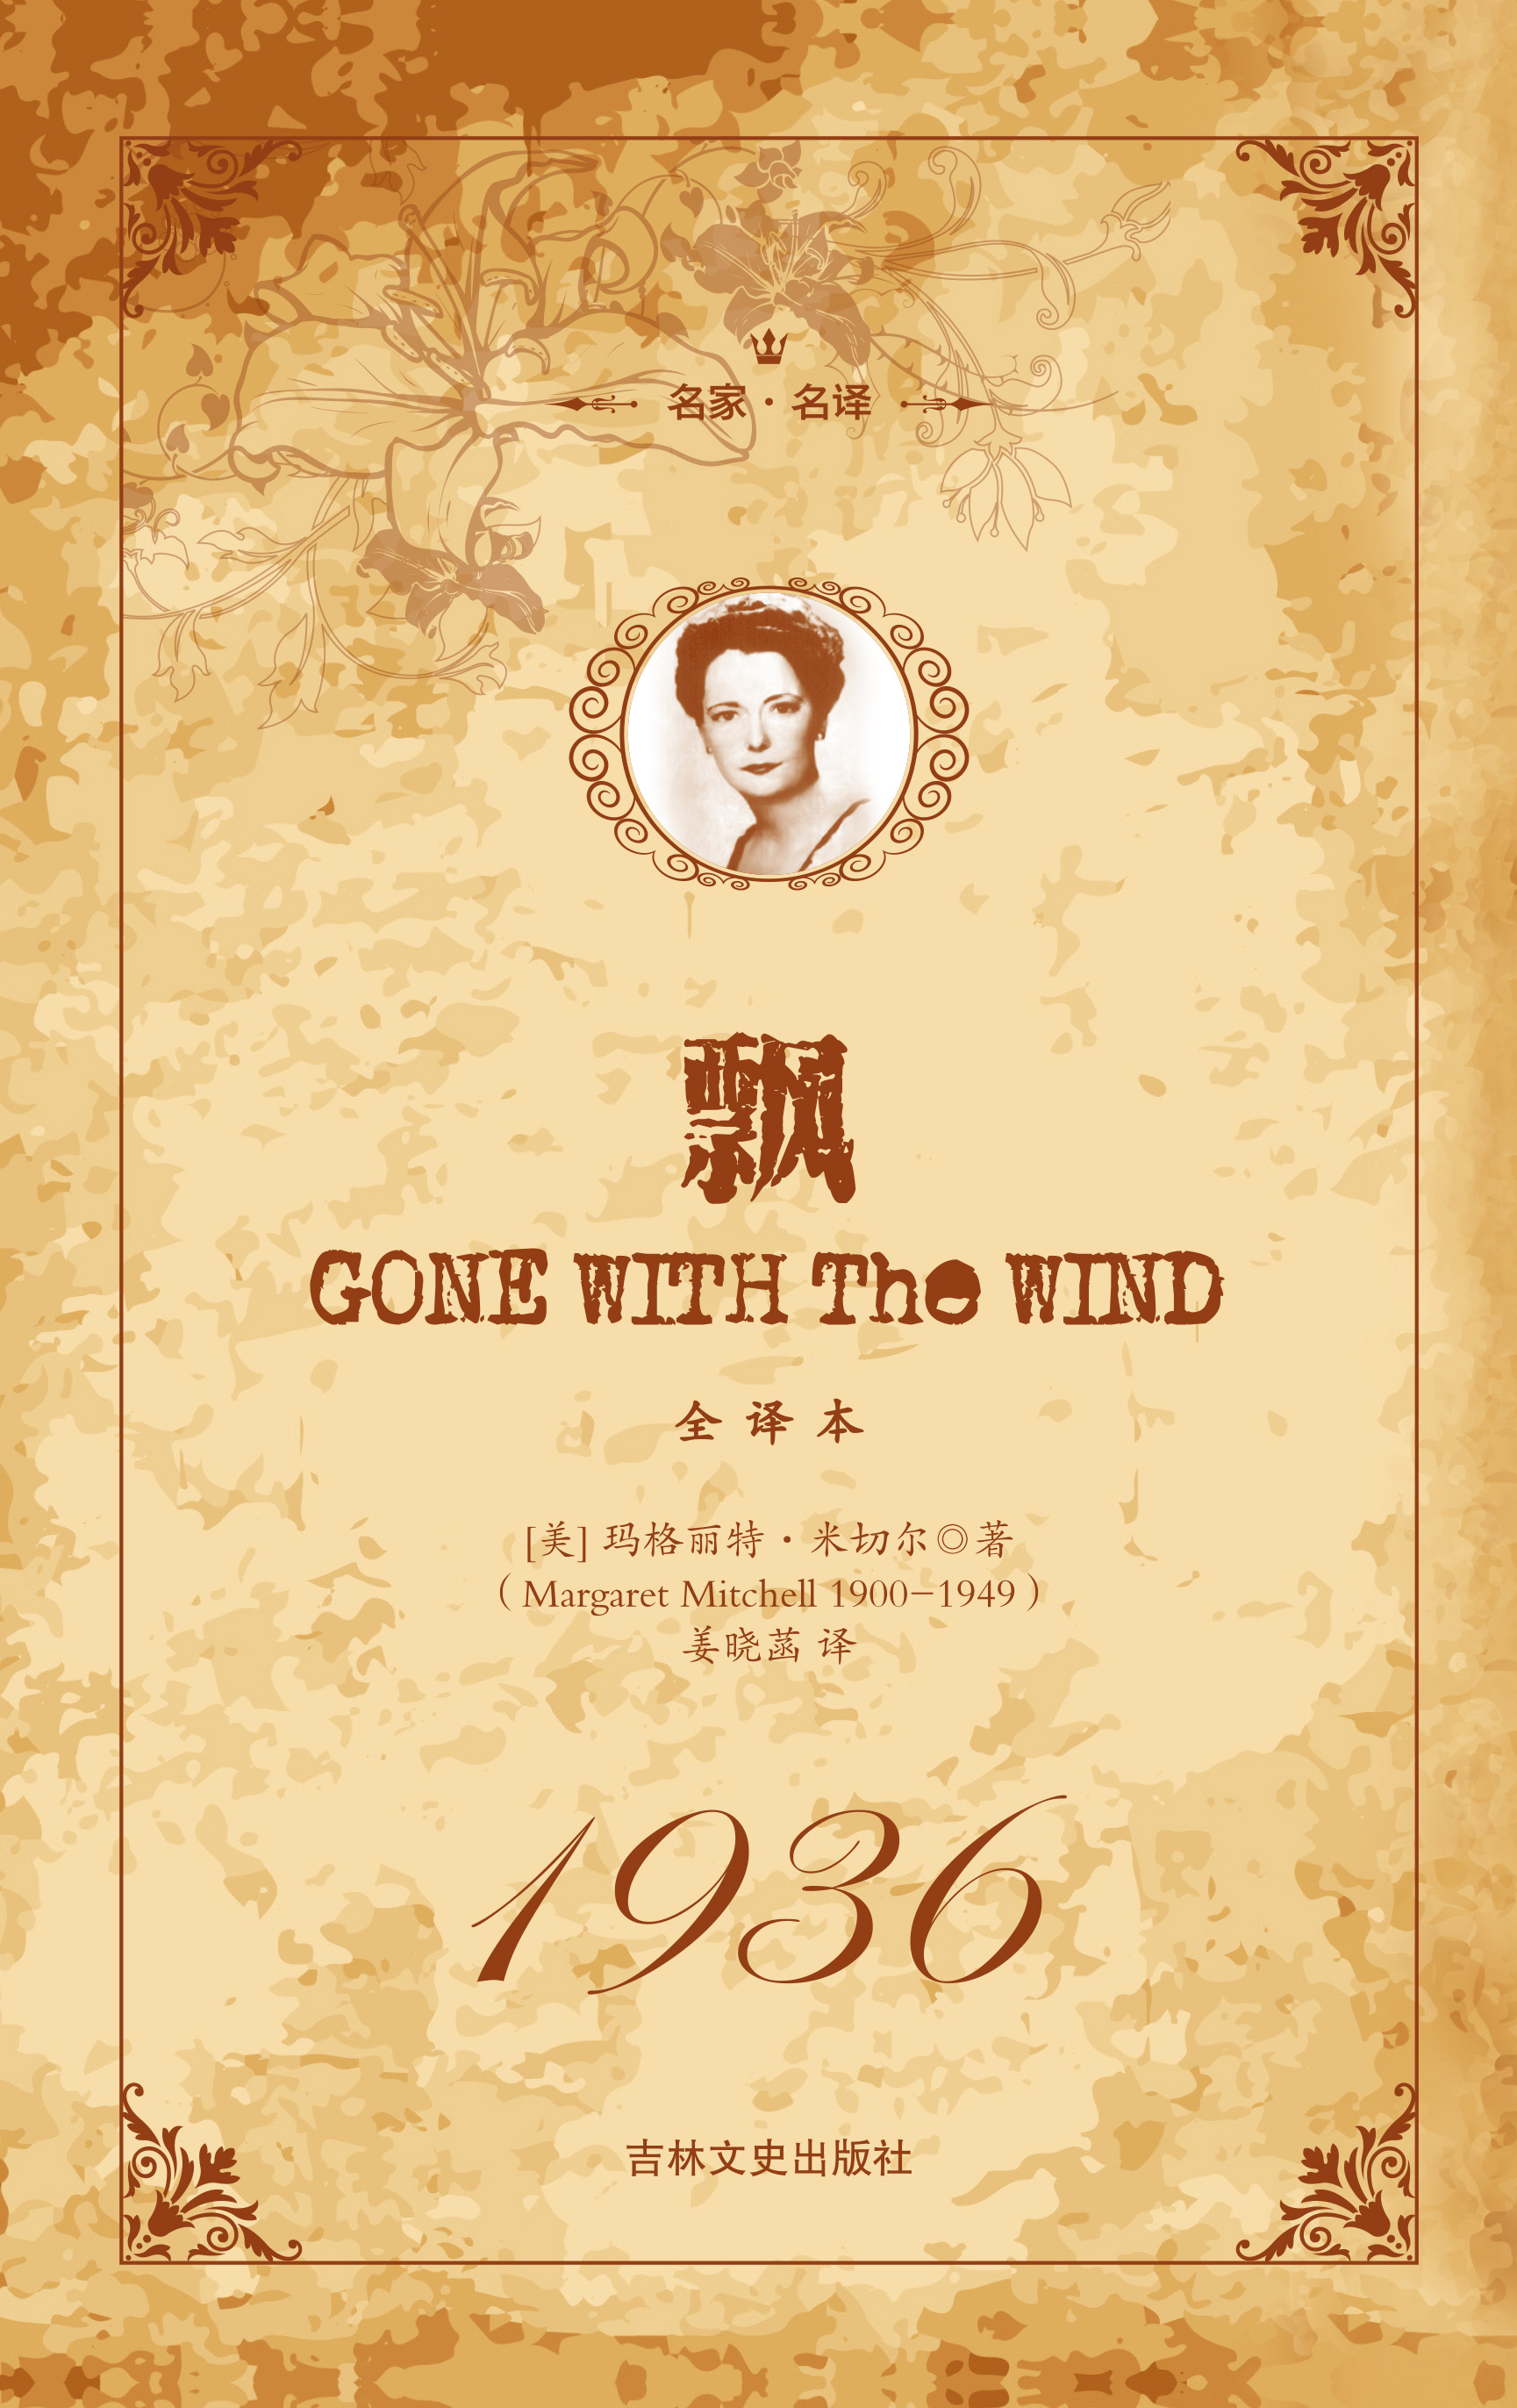 名家·名译
飘
GONE WITH The WIND
全译本
[美] 玛格丽特·米切尔◎著
(Margaret Mitchell 1900-1949)
姜晓菡 译
1936
吉林文史出版社